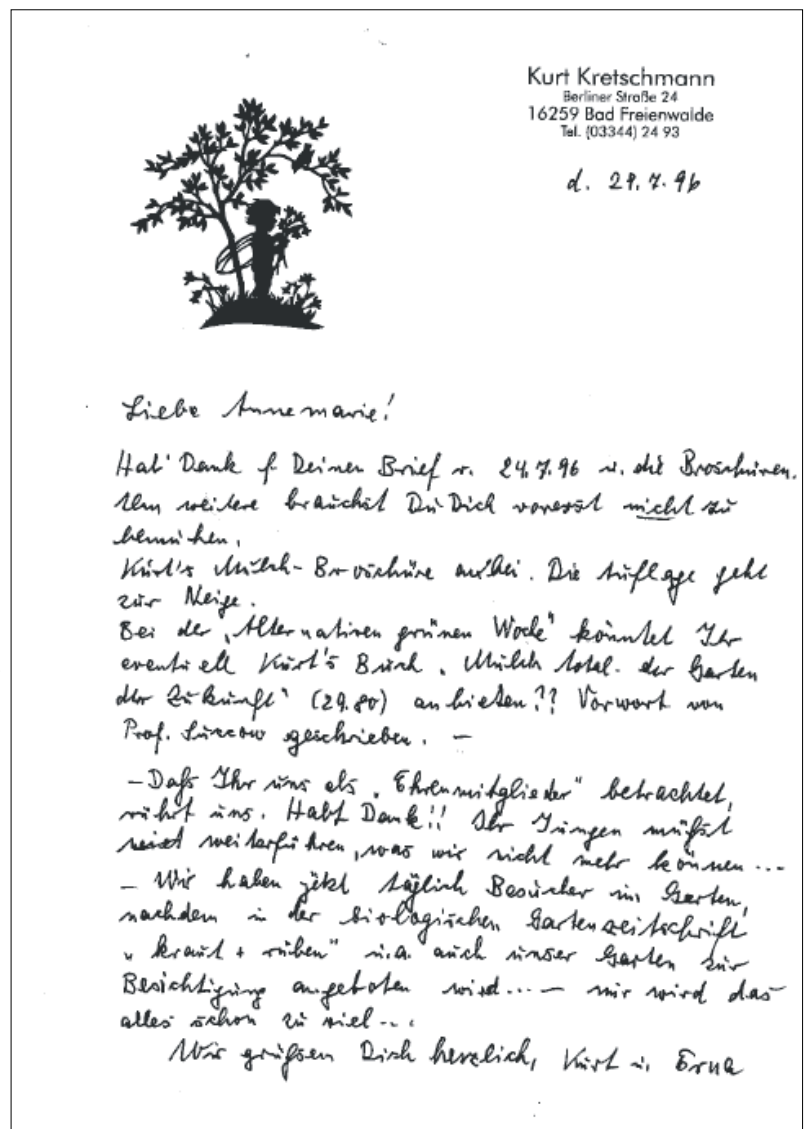 Kurt Kretschmann
Berliner Straße 24
16259 Bad Freienwalde
Tel. (03344) 24 93
d. 29.7.96
Liebe Annemarie!
Hab' Dank f. Deinen Brief v. 24.7.96 u. die Broschüren.
Um weitere brauchst Du Dich vorerst nicht zu
bemühen.
Kurt's Mulch-Broschüre anbei. Die Auflage geht
zur Neige.
Bei der „Alternativen grünen Woche" könntet Ihr
eventuell Kurt's Buch „Mulch total - der Garten
der Zukunft" (29.80) anbieten?? Vorwort von
Prof. Succow geschrieben. —
– Daß Ihr uns als „Ehrenmitglieder" betrachtet,
rührt uns. Habt Dank!! Ihr Jungen müßt
weiterführen, was wir nicht mehr können...
– Wir haben jetzt täglich Besucher im Garten,
nachdem in der biologischen Gartenzeitschrift
„kraut + rüben" u.a. auch unser Garten zur
Besichtigung angeboten wird... — mir wird das
alles schon zu viel...
Wir grüßen Dich herzlich, Kurt u. Erna